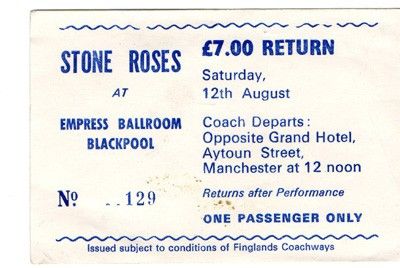 STONE ROSES
AT
EMPRESS BALLROOM
BLACKPOOL
Nº 129
£7.00 RETURN
Saturday,
12th August
Coach Departs:
Opposite Grand Hotel,
Aytoun Street,
Manchester at 12 noon
Returns after Performance
ONE PASSENGER ONLY
Issued subject to conditions of Finglands Coachways